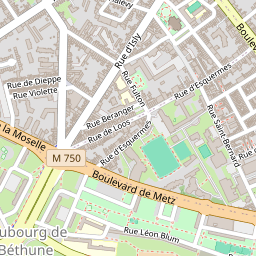 Valéry
Boulev
Rue d'Isly
Rue de Dieppe
Rue Violette
Rue Fulton
Rue d'Esquermes
Rue Beranger
Rue de Loos
la Moselle
Rue d'Esquermes
Rue Saint-Bernard
M 750
Boulevard de Metz
ubourg de
Béthune
Rue Léon Blum